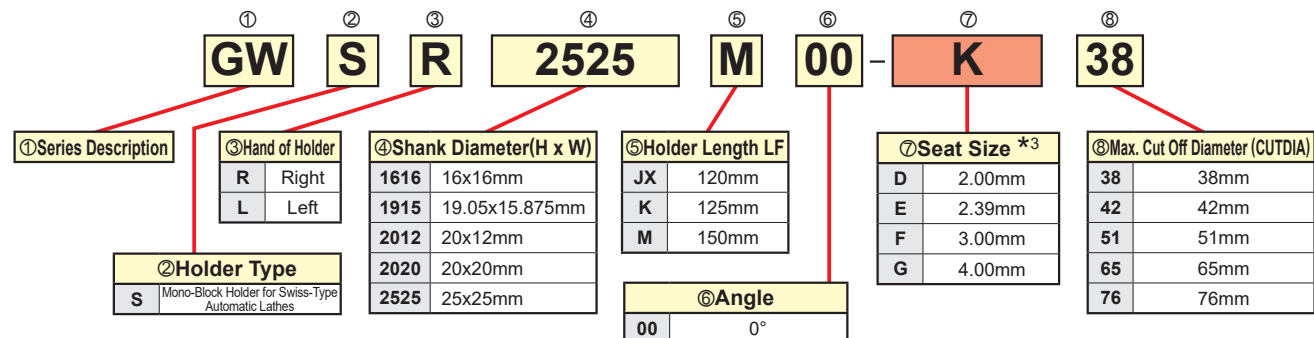 ① ② ③ ④ ⑤ ⑥ ⑦ ⑧
GW S R 2525 M 00 – K 38
①Series Description
③Hand of Holder
R Right
L Left
②Holder Type
S Mono-Block Holder for Swiss-Type
Automatic Lathes
④Shank Diameter(H x W)
1616 16x16mm
1915 19.05x15.875mm
2012 20x12mm
2020 20x20mm
2525 25x25mm
⑤Holder Length LF
JX 120mm
K 125mm
M 150mm
⑥Angle
00 0°
⑦Seat Size *3
D 2.00mm
E 2.39mm
F 3.00mm
G 4.00mm
⑧Max. Cut Off Diameter (CUTDIA)
38 38mm
42 42mm
51 51mm
65 65mm
76 76mm